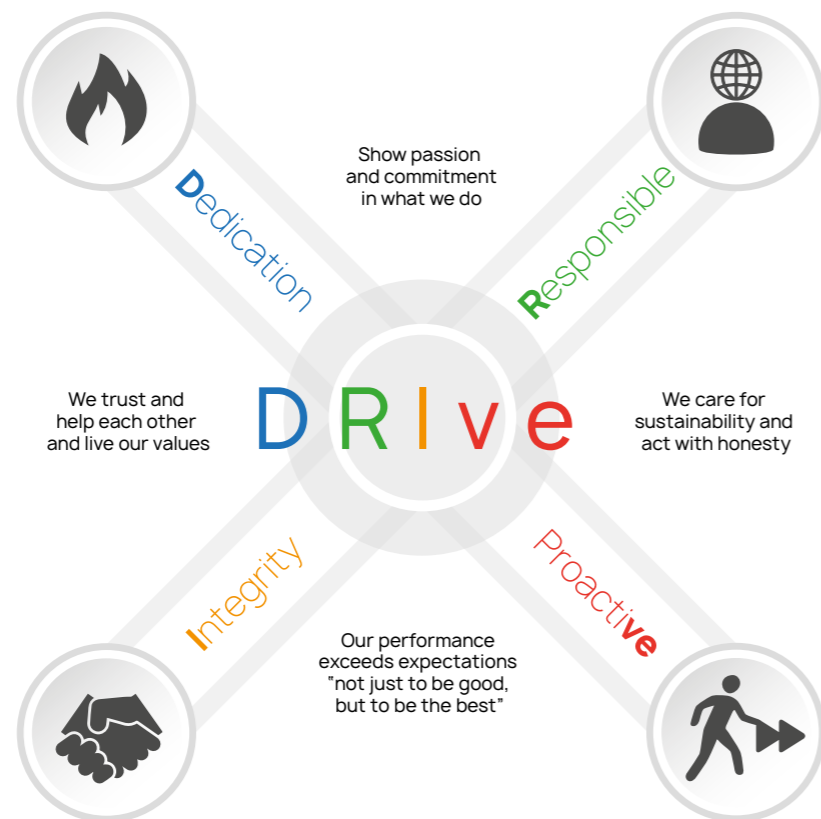 Show passion
and commitment
in what we do
Dedication
Responsible
We trust and
help each other
and live our values
DRIve
We care for
sustainability and
act with honesty
Integrity
Proactive
Our performance
exceeds expectations
“not just to be good,
but to be the best”